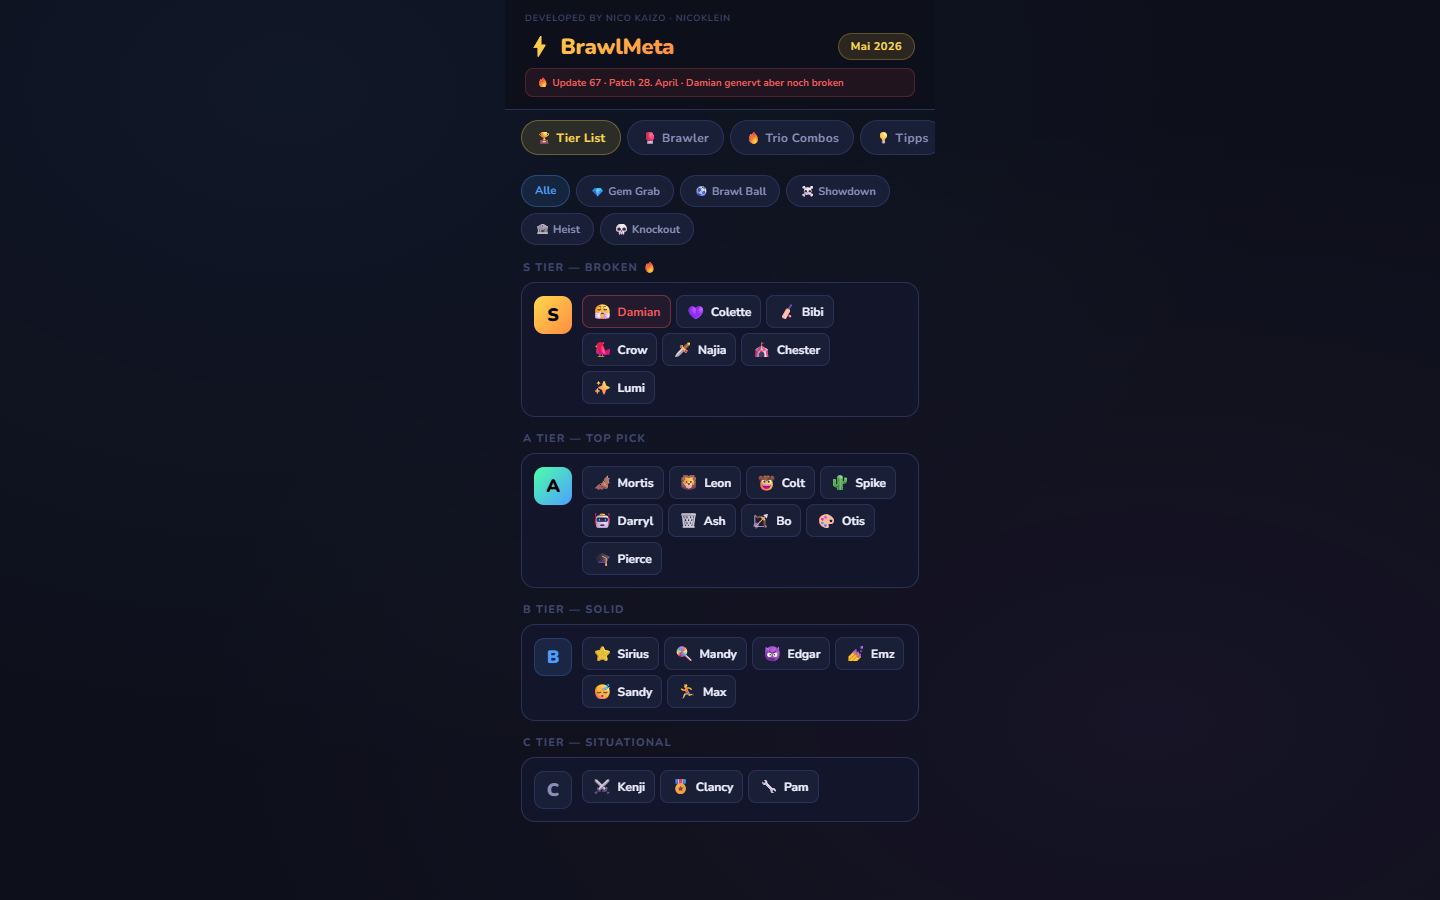 DEVELOPED BY NICO KAIZO · NICOKLEIN
BrawlMeta
Mai 2026
Update 67 · Patch 28. April · Damian genervt aber noch broken
Tier List
Brawler
Trio Combos
Tipps
Alle
Gem Grab
Brawl Ball
Showdown
Heist
Knockout
S TIER — BROKEN
S
Damian
Colette
Bibi
Crow
Najia
Chester
Lumi
A TIER — TOP PICK
A
Mortis
Leon
Colt
Spike
Darryl
Ash
Bo
Otis
Pierce
B TIER — SOLID
B
Sirius
Mandy
Edgar
Emz
Sandy
Max
C TIER — SITUATIONAL
C
Kenji
Clancy
Pam